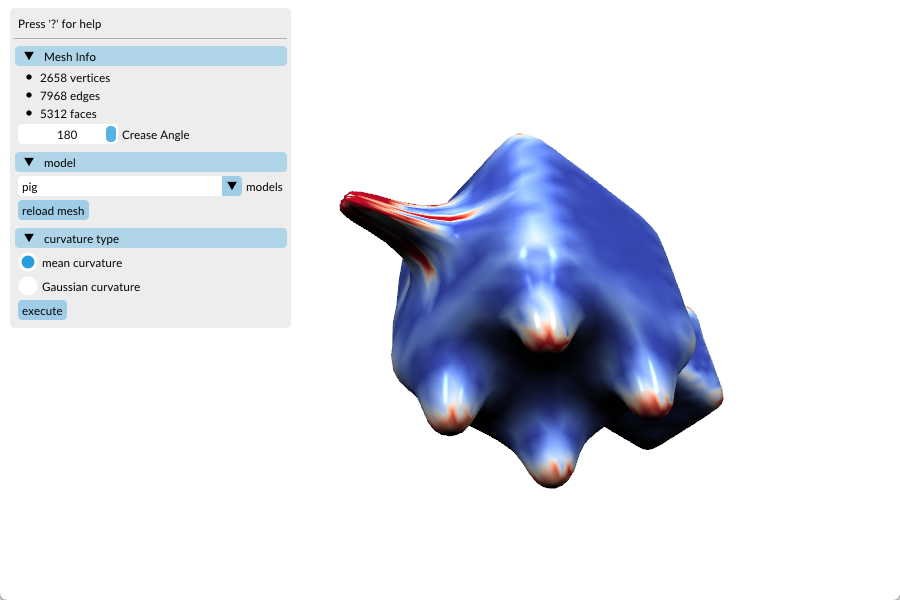 Press '?' for help
Mesh Info
2658 vertices
7968 edges
5312 faces
180 Crease Angle
model
pig models
reload mesh
curvature type
mean curvature
Gaussian curvature
execute